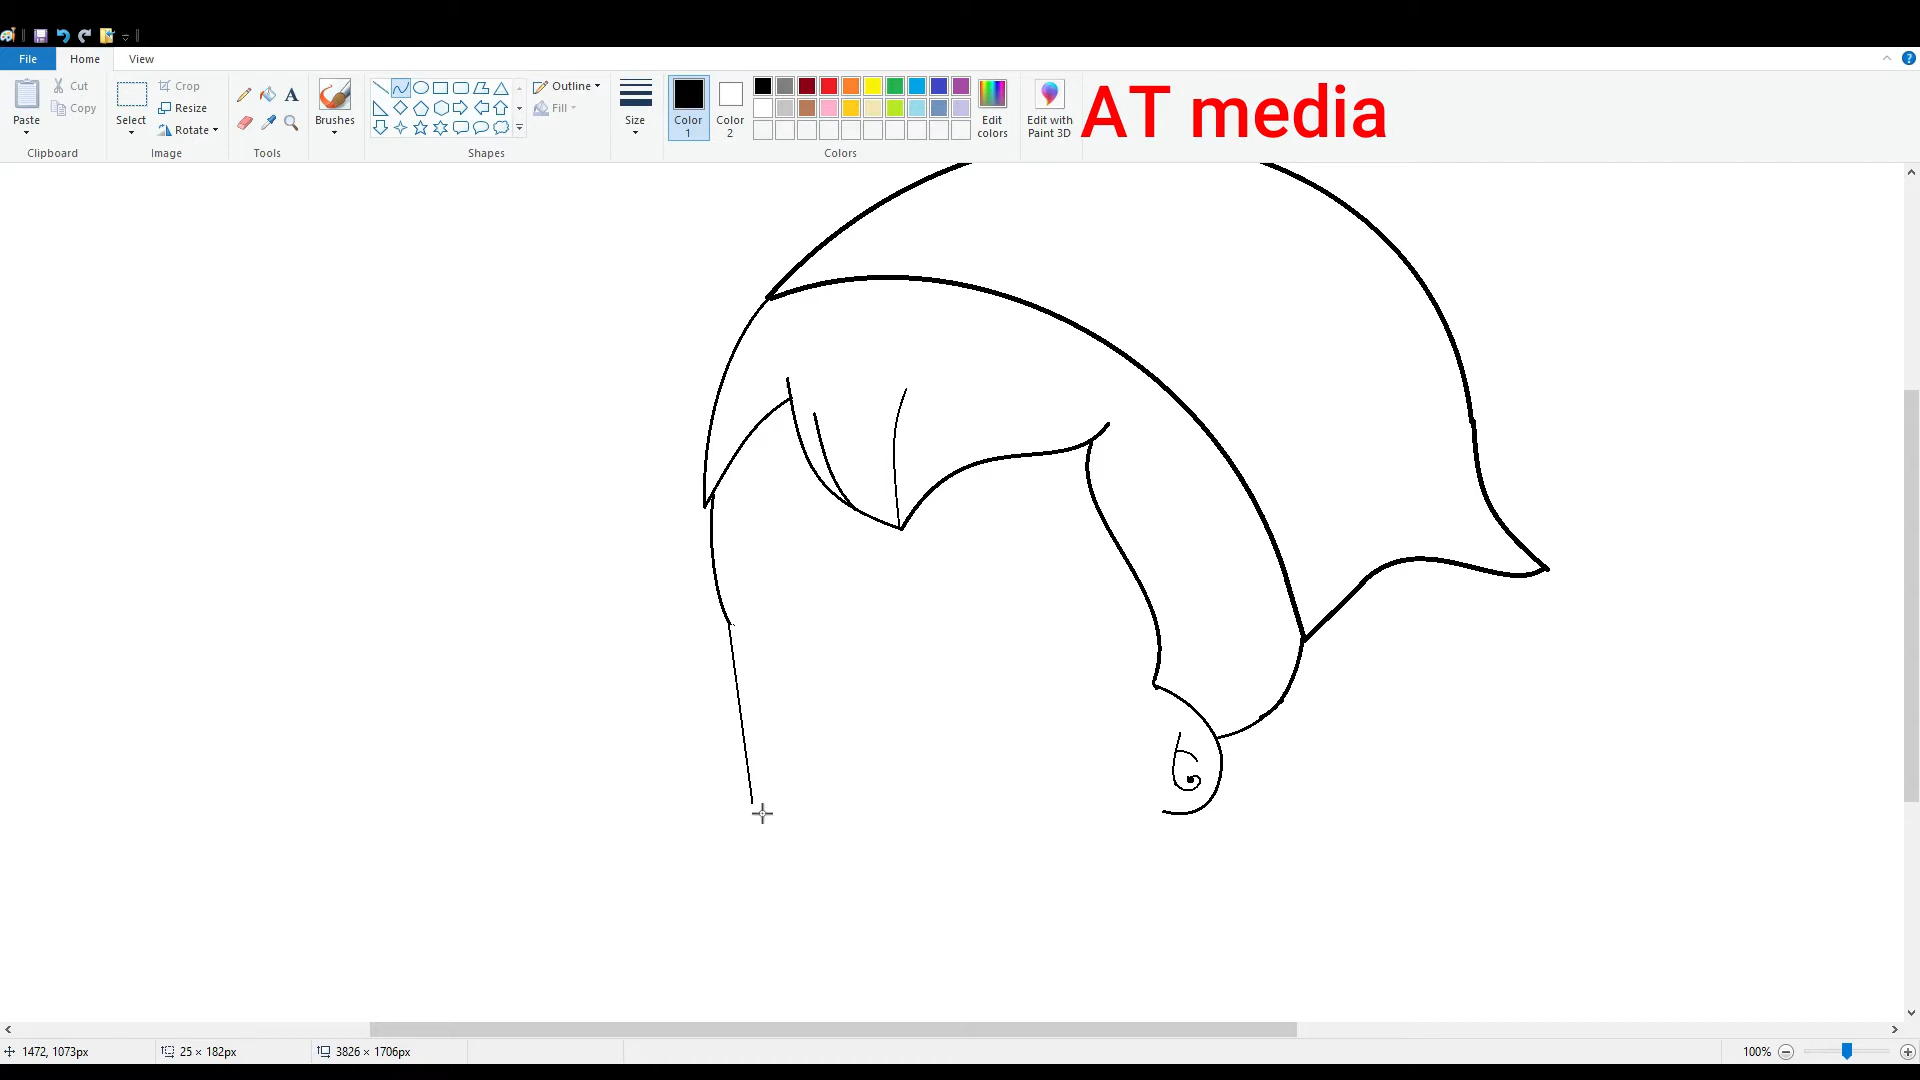 File Home View
Paste Cut Copy Clipboard
Select Crop Resize Rotate Image
A Tools
Brushes
Outline Fill Shapes
Size
Color 1 Color 2 Edit colors Colors
Edit with Paint 3D
AT media
1472, 1073px 25 × 182px 3826 × 1706px 100%